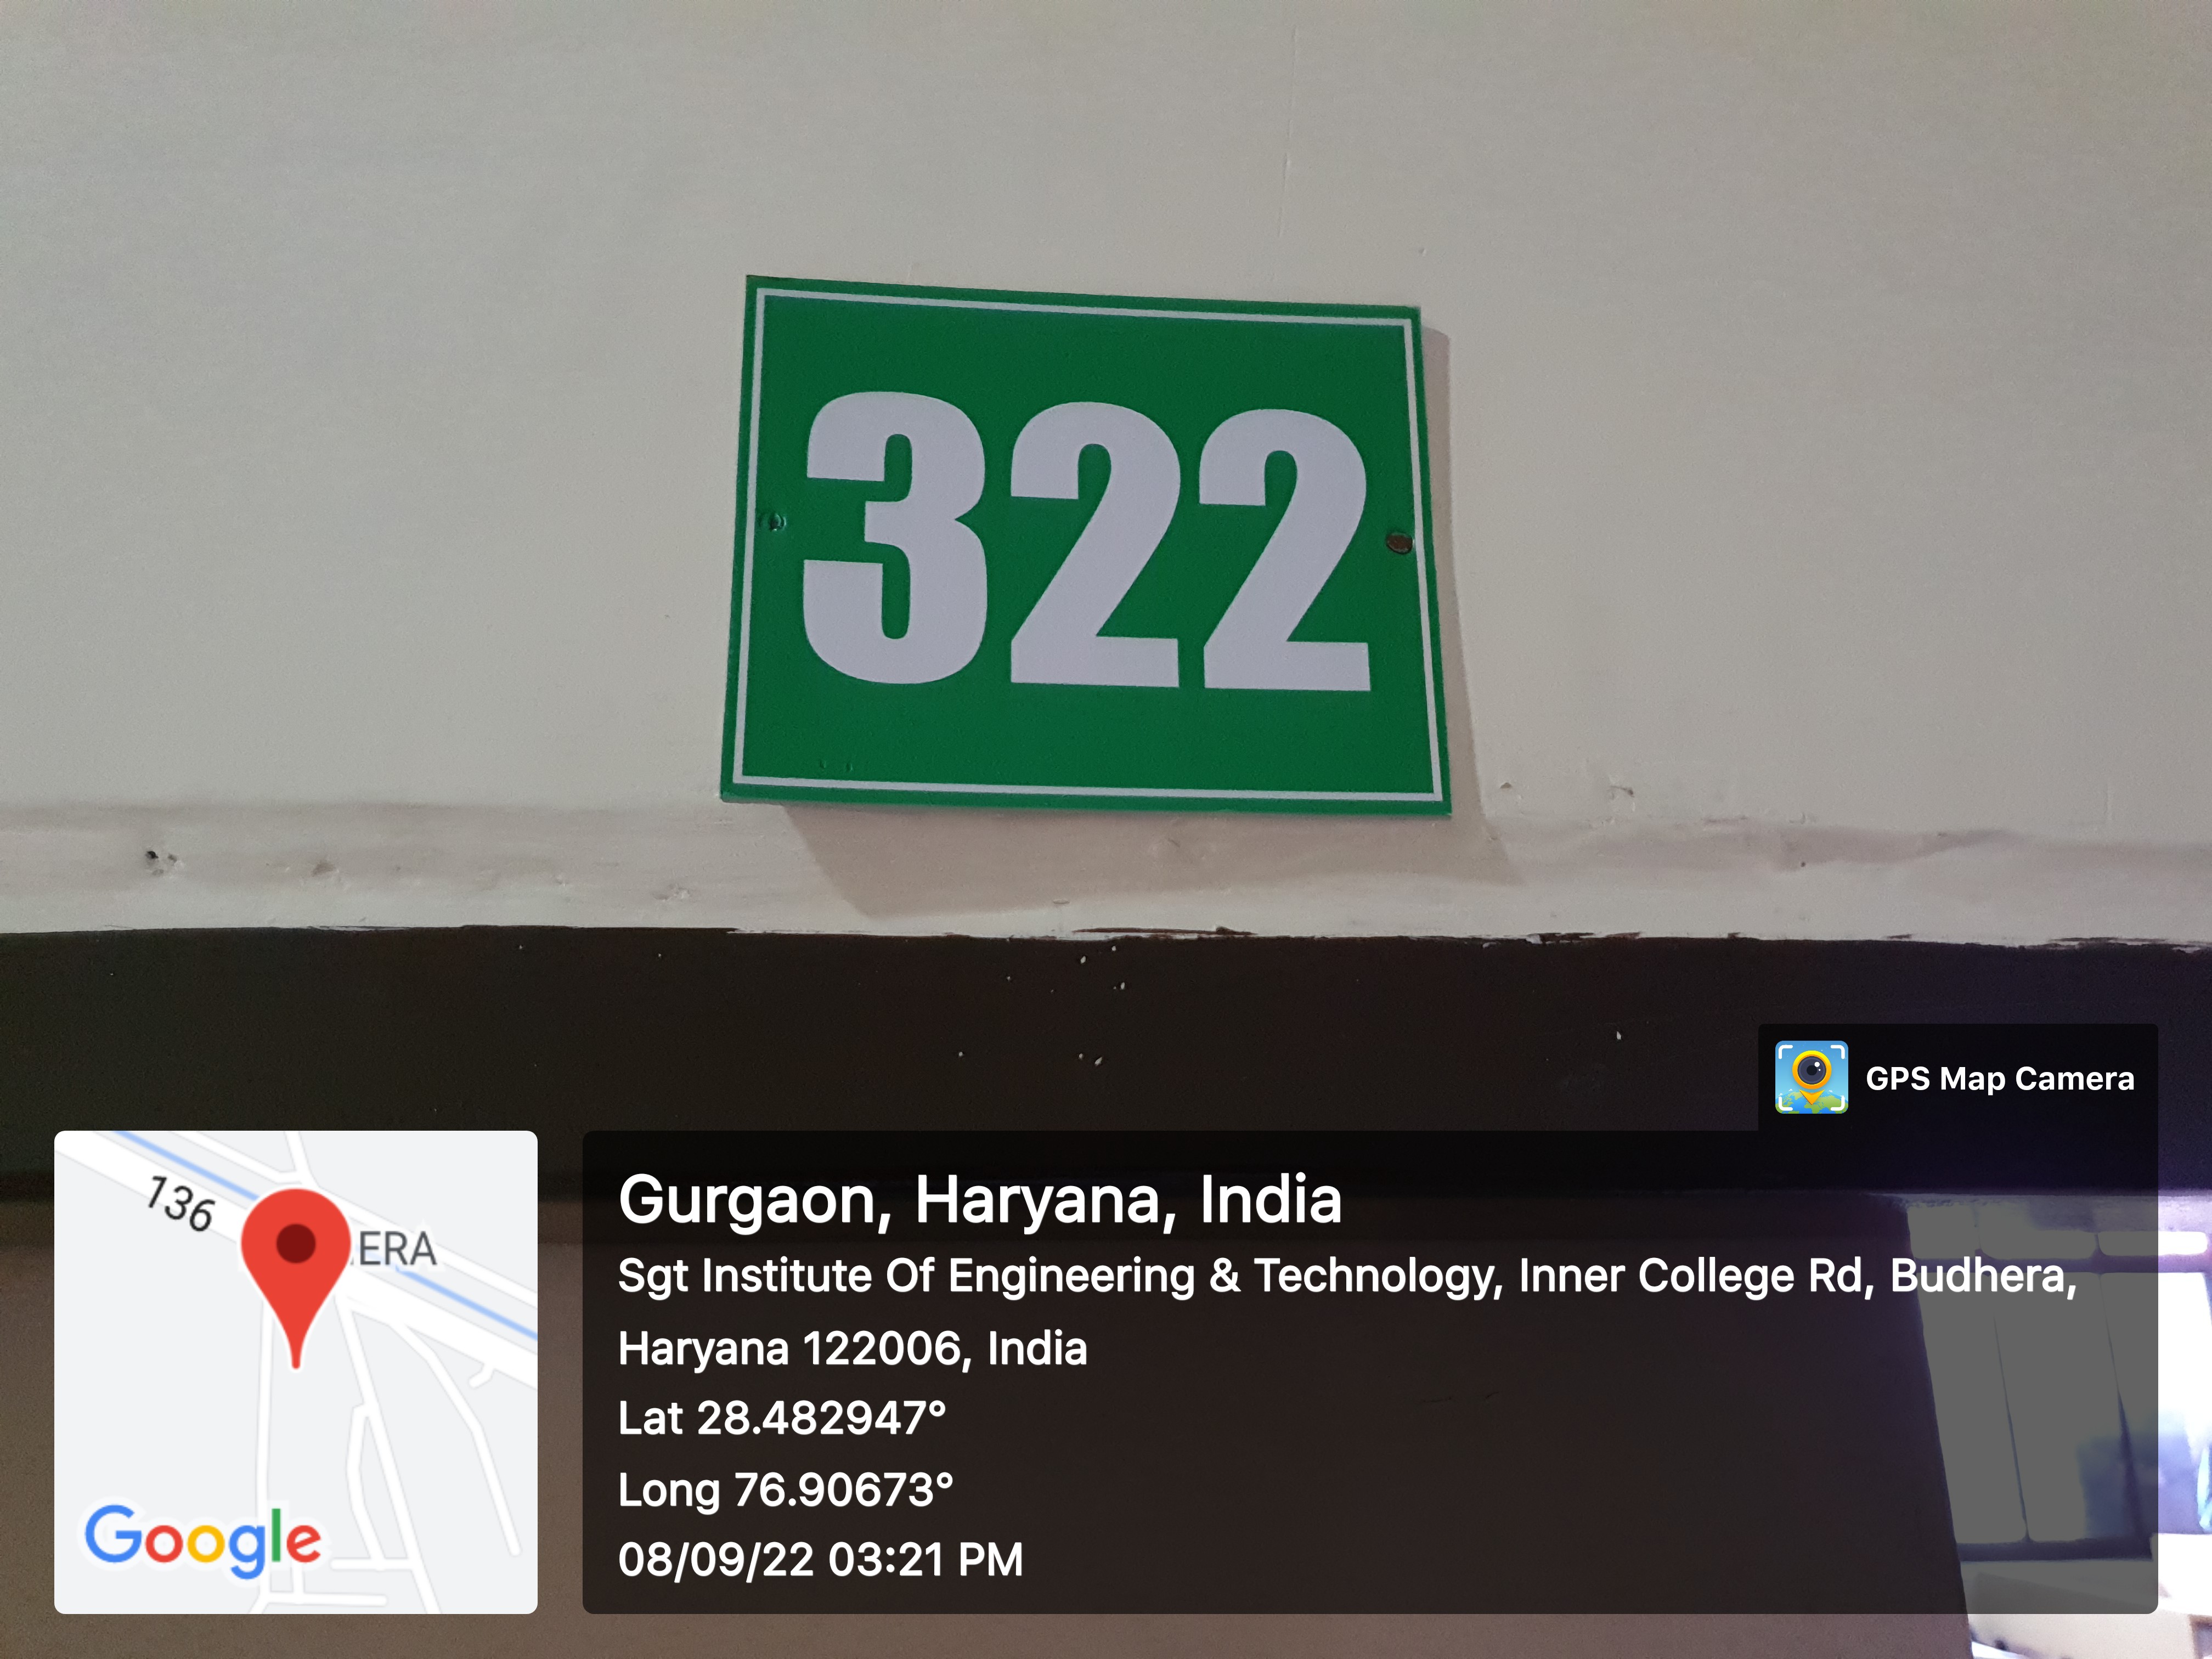 322
GPS Map Camera
136
ERA
Google
Gurgaon, Haryana, India
Sgt Institute Of Engineering & Technology, Inner College Rd, Budhera,
Haryana 122006, India
Lat 28.482947°
Long 76.90673°
08/09/22 03:21 PM